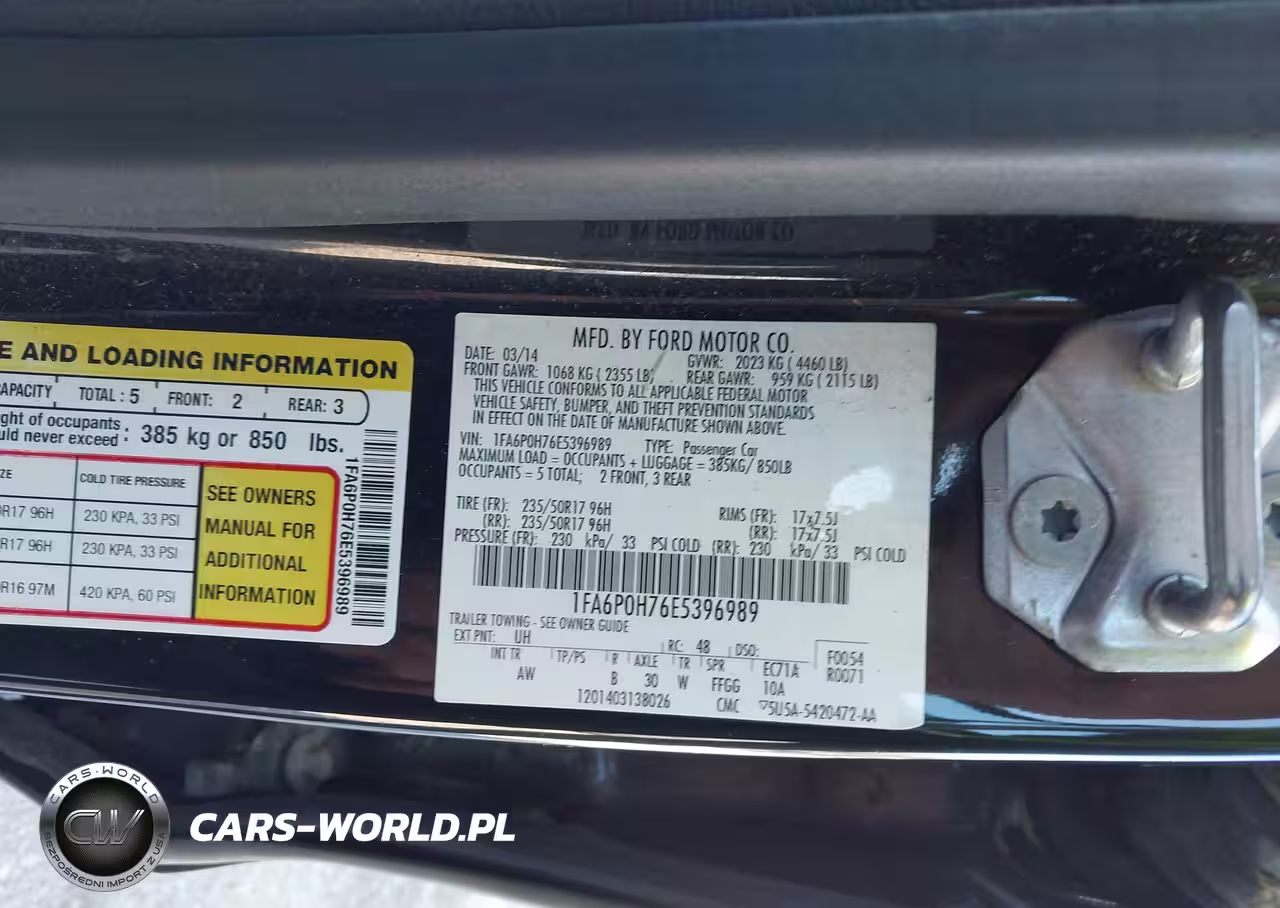 E AND LOADING INFORMATION
CAPACITY TOTAL : 5 FRONT: 2 REAR: 3
ght of occupants
uld never exceed : 385 kg or 850 lbs.
ZE COLD TIRE PRESSURE
0R17 96H 230 KPA, 33 PSI
R17 96H 230 KPA, 33 PSI
0R16 97M 420 KPA, 60 PSI
SEE OWNERS
MANUAL FOR
ADDITIONAL
INFORMATION
1FA6P0H76E5396989
MFD. BY FORD MOTOR CO.
DATE: 03/14 GVWR: 2023 KG ( 4460 LB)
FRONT GAWR: 1068 KG ( 2355 LB) REAR GAWR: 959 KG ( 2115 LB)
THIS VEHICLE CONFORMS TO ALL APPLICABLE FEDERAL MOTOR
VEHICLE SAFETY, BUMPER, AND THEFT PREVENTION STANDARDS
IN EFFECT ON THE DATE OF MANUFACTURE SHOWN ABOVE.
VIN: 1FA6P0H76E5396989 TYPE: Passenger Car
MAXIMUM LOAD = OCCUPANTS + LUGGAGE = 385KG/ 850LB
OCCUPANTS = 5 TOTAL; 2 FRONT, 3 REAR
TIRE (FR): 235/50R17 96H RIMS (FR): 17x7.5J
(RR): 235/50R17 96H (RR): 17x7.5J
PRESSURE (FR): 230 kPa/ 33 PSI COLD (RR): 230 kPa/ 33 PSI COLD
1FA6P0H76E5396989
TRAILER TOWING - SEE OWNER GUIDE
EXT PNT: UH RC: 48 DSO: F0054
INT TR TP/PS R AXLE TR SPR EC71A R0071
AW B 30 W FFGG 10A
1201403138026 CMC ▽5U5A-5420472-AA
CARS-WORLD
CW
BEZPOŚREDNI IMPORT Z USA
CARS-WORLD.PL